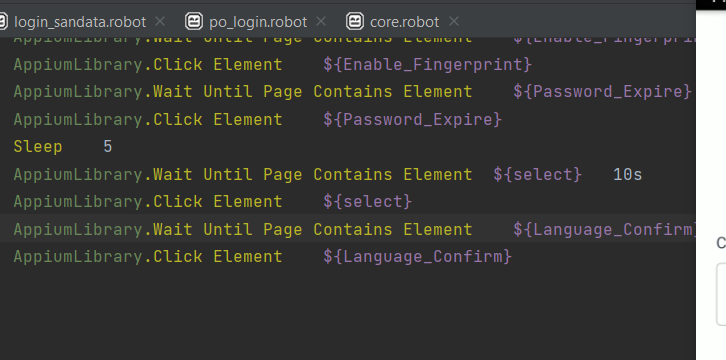 login_sandata.robot po_login.robot core.robot
AppiumLibrary.Wait Until Page Contains Element ${Enable_Fingerprin
AppiumLibrary.Click Element ${Enable_Fingerprint}
AppiumLibrary.Wait Until Page Contains Element ${Password_Expire}
AppiumLibrary.Click Element ${Password_Expire}
Sleep 5
AppiumLibrary.Wait Until Page Contains Element ${select} 10s
AppiumLibrary.Click Element ${select}
AppiumLibrary.Wait Until Page Contains Element ${Language_Confirm}
AppiumLibrary.Click Element ${Language_Confirm}